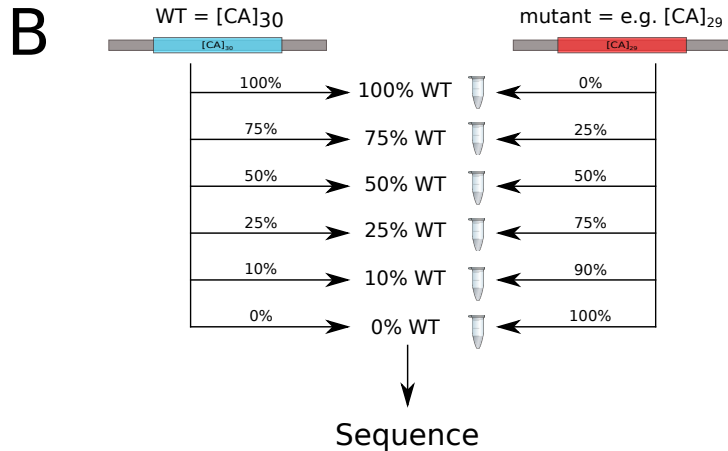 B
WT = [CA]30
mutant = e.g. [CA]29
[CA]30
[CA]29
100% 100% WT 0%
75% 75% WT 25%
50% 50% WT 50%
25% 25% WT 75%
10% 10% WT 90%
0% 0% WT 100%
Sequence